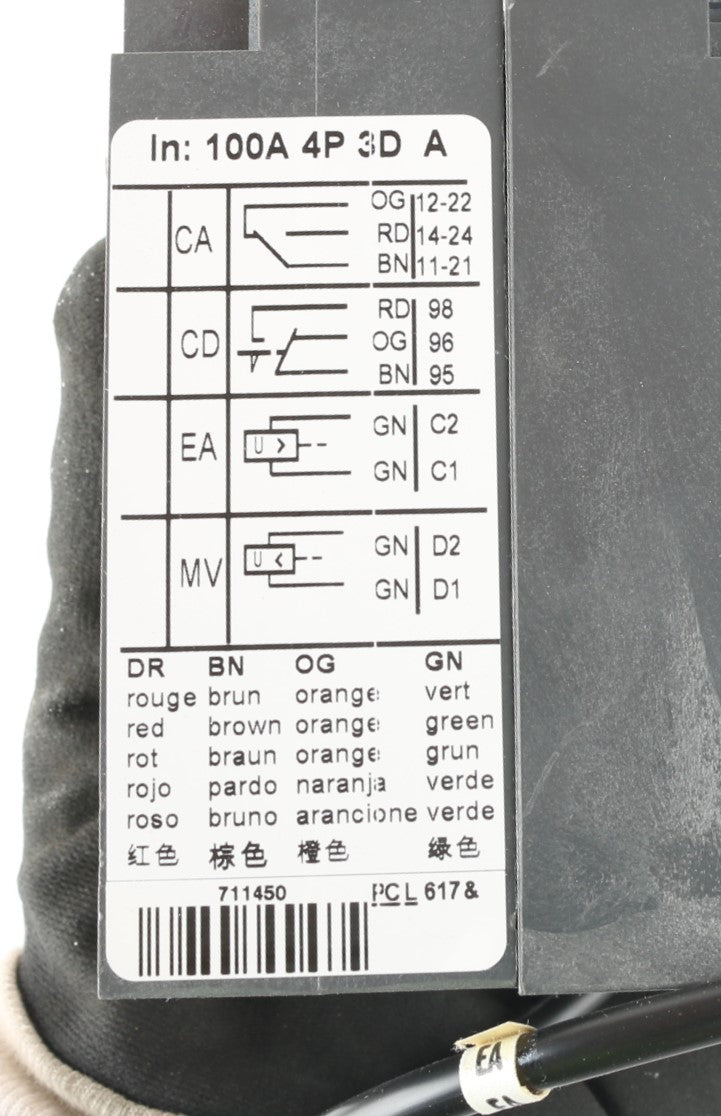 In: 100A 4P 3D A
CA
OG 12-22
RD 14-24
BN 11-21
CD
RD 98
OG 96
BN 95
EA
U >
GN C2
GN C1
MV
U <
GN D2
GN D1
DR BN OG GN
rouge brun orange vert
red brown orange green
rot braun orange grun
rojo pardo naranja verde
roso bruno arancione verde
红色 棕色 橙色 绿色
711450 PCL 617&
EA
EA